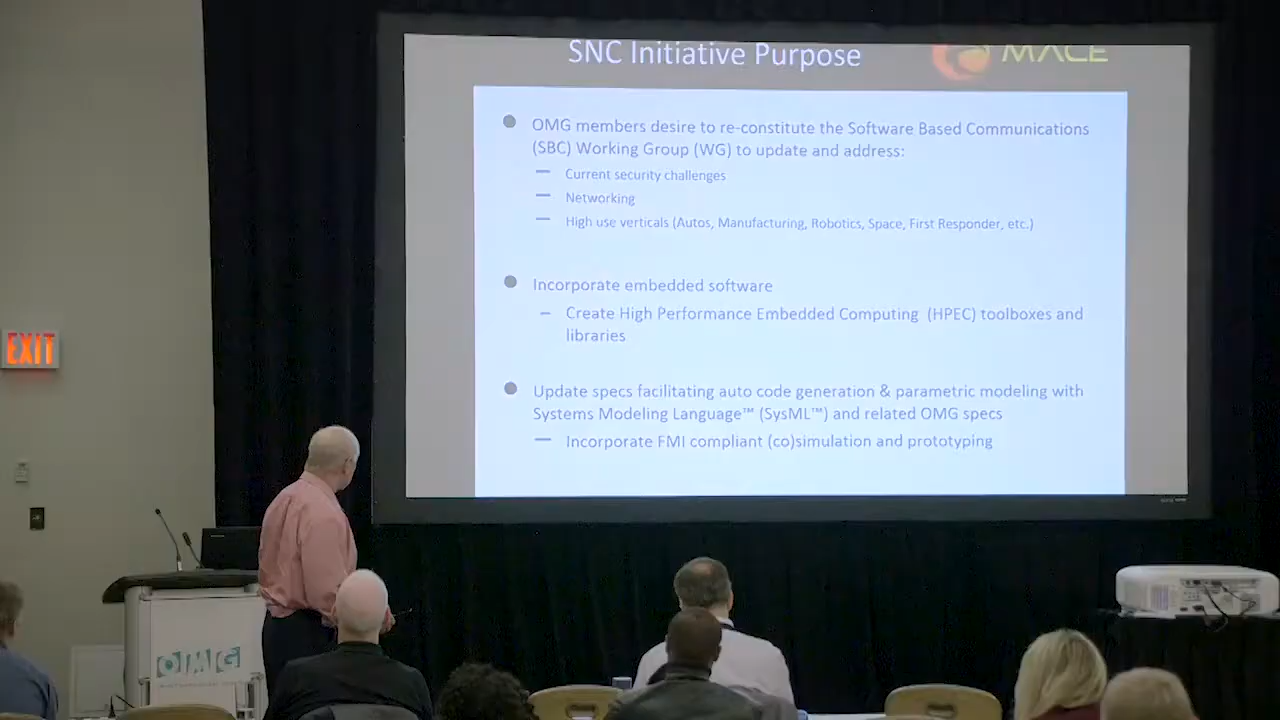 SNC Initiative Purpose
MACE
OMG members desire to re-constitute the Software Based Communications
(SBC) Working Group (WG) to update and address:
Current security challenges
Networking
High use verticals (Autos, Manufacturing, Robotics, Space, First Responder, etc.)
Incorporate embedded software
Create High Performance Embedded Computing (HPEC) toolboxes and
libraries
Update specs facilitating auto code generation & parametric modeling with
Systems Modeling Language™ (SysML™) and related OMG specs
Incorporate FMI compliant (co)simulation and prototyping
EXIT
OMG